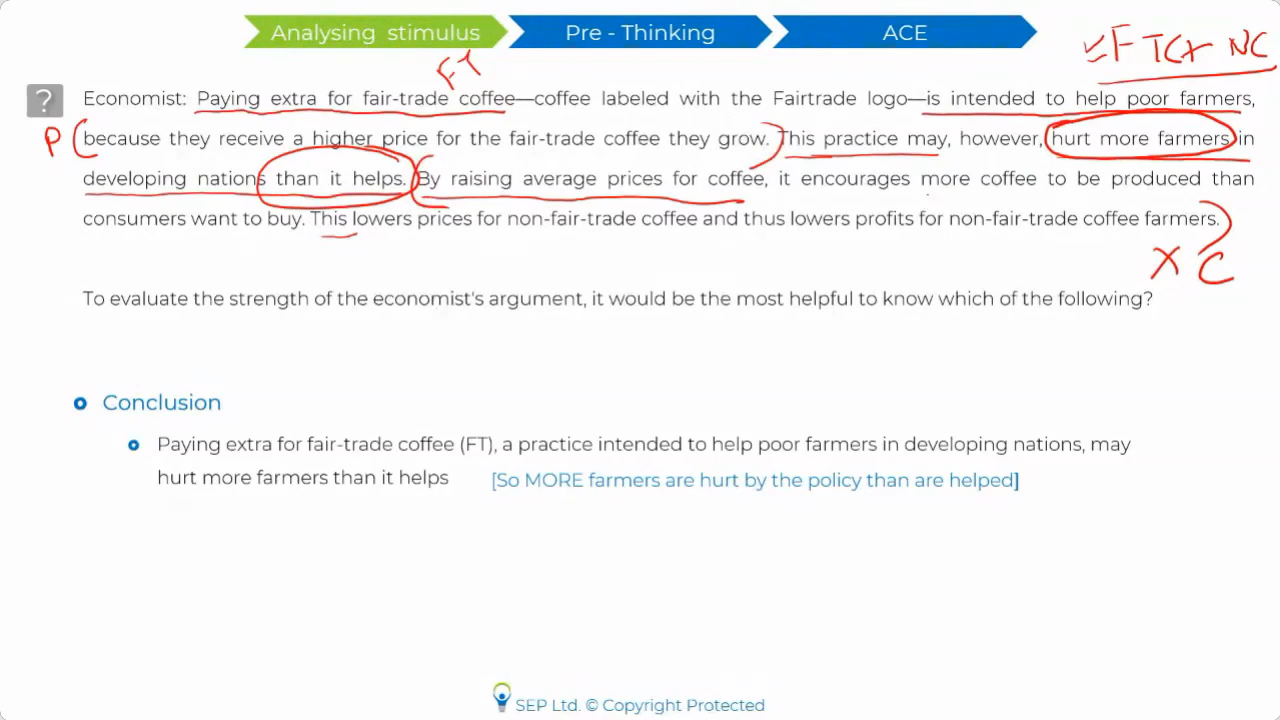 Analysing stimulus
Pre - Thinking
ACE
FT
?
Economist: Paying extra for fair-trade coffee—coffee labeled with the Fairtrade logo—is intended to help poor farmers,
P
because they receive a higher price for the fair-trade coffee they grow. This practice may, however, hurt more farmers in
developing nations than it helps. By raising average prices for coffee, it encourages more coffee to be produced than
consumers want to buy. This lowers prices for non-fair-trade coffee and thus lowers profits for non-fair-trade coffee farmers.
X C
To evaluate the strength of the economist's argument, it would be the most helpful to know which of the following?
Conclusion
Paying extra for fair-trade coffee (FT), a practice intended to help poor farmers in developing nations, may
hurt more farmers than it helps [So MORE farmers are hurt by the policy than are helped]
SEP Ltd. © Copyright Protected